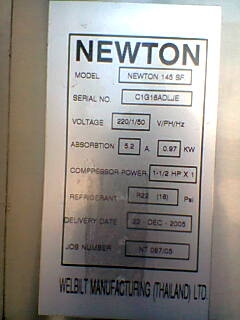 NEWTON
MODEL NEWTON 145 SF
SERIAL NO. C1G16ADLJE
VOLTAGE 220/1/50 V/PH/Hz
ABSORBTION 5.2 A. 0.97 KW
COMPPRESSOR POWER 1-1/2 HP X 1
REFRIGERANT R22 (16) Psi
DELIVERY DATE 22 - DEC - 2005
JOB NUMBER NT 087/05
WELBILT MANUFACTURING (THAILAND) LTD.